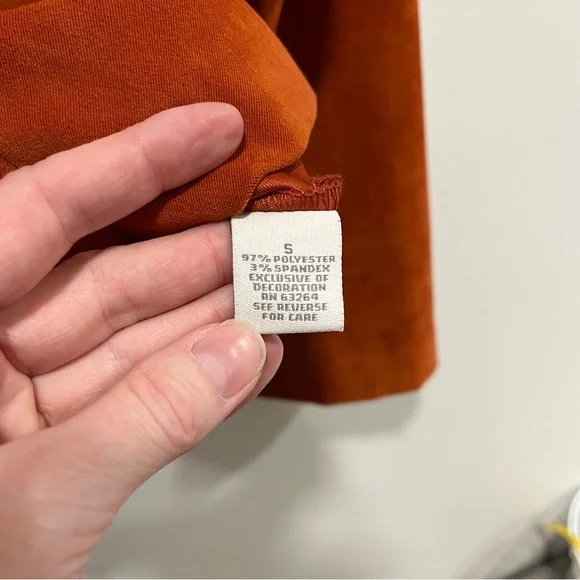 S
97% POLYESTER
3% SPANDEX
EXCLUSIVE OF
DECORATION
RN 63264
SEE REVERSE
FOR CARE